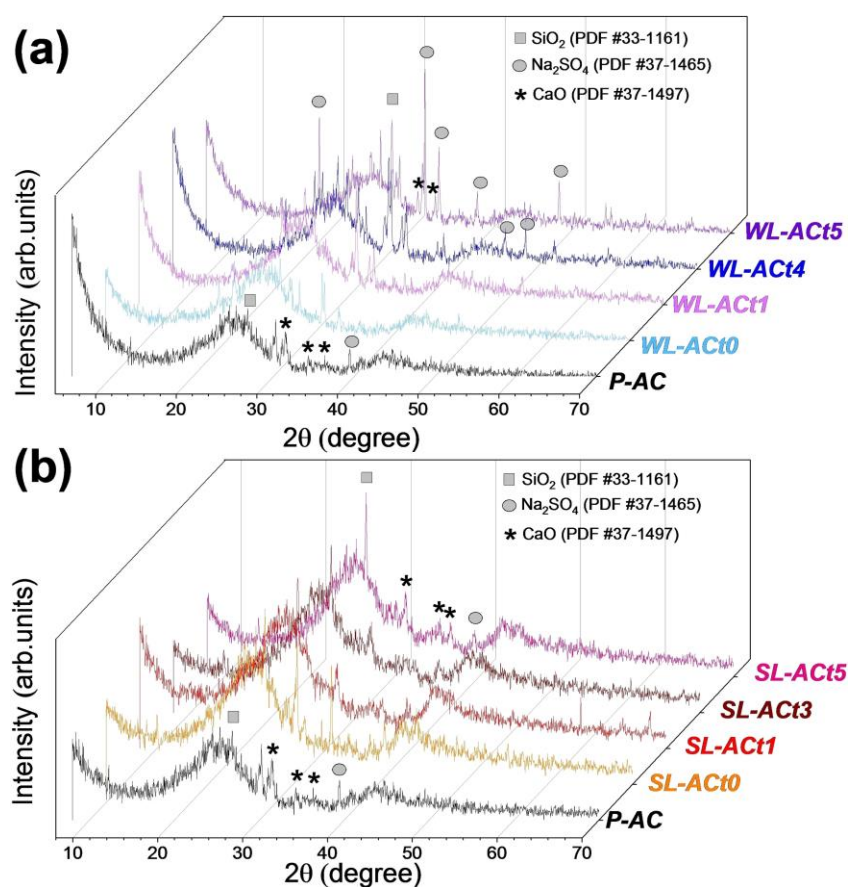 (a)
SiO₂ (PDF #33-1161)
Na₂SO₄ (PDF #37-1465)
* CaO (PDF #37-1497)
* *
WL-ACt5
WL-ACt4
WL-ACt1
WL-ACt0
P-AC
*
* *
Intensity (arb.units)
10 20 30 40 50 60 70
2θ (degree)
(b)
SiO₂ (PDF #33-1161)
Na₂SO₄ (PDF #37-1465)
* CaO (PDF #37-1497)
*
* *
SL-ACt5
SL-ACt3
SL-ACt1
SL-ACt0
P-AC
*
* *
Intensity (arb.units)
10 20 30 40 50 60 70
2θ (degree)